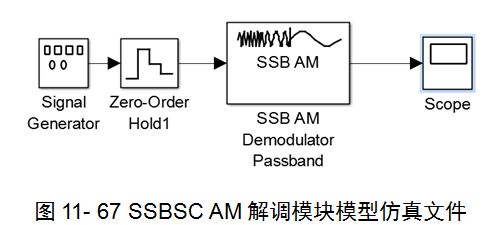 SSB AM
Signal
Generator
Zero-Order
Hold1
SSB AM
Demodulator
Passband
Scope
图 11- 67 SSBSC AM 解调模块模型仿真文件